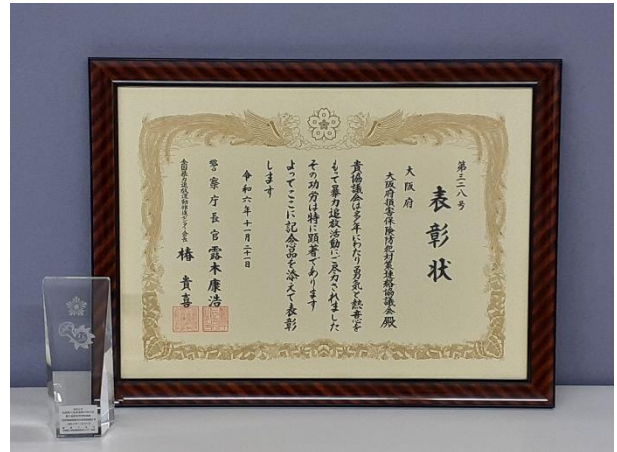 第三二八号
表彰状
大阪府
大阪府損害保険防犯対策連絡協議会殿
貴協議会は多年にわたり勇気と熱意を
もって暴力追放活動に尽力されました
その功労は特に顕著であります
よってここに記念品を添えて表彰
します
令和六年十一月二十一日
警察庁長官 露木康浩
全国暴力追放運動推進センター会長 椿貴喜